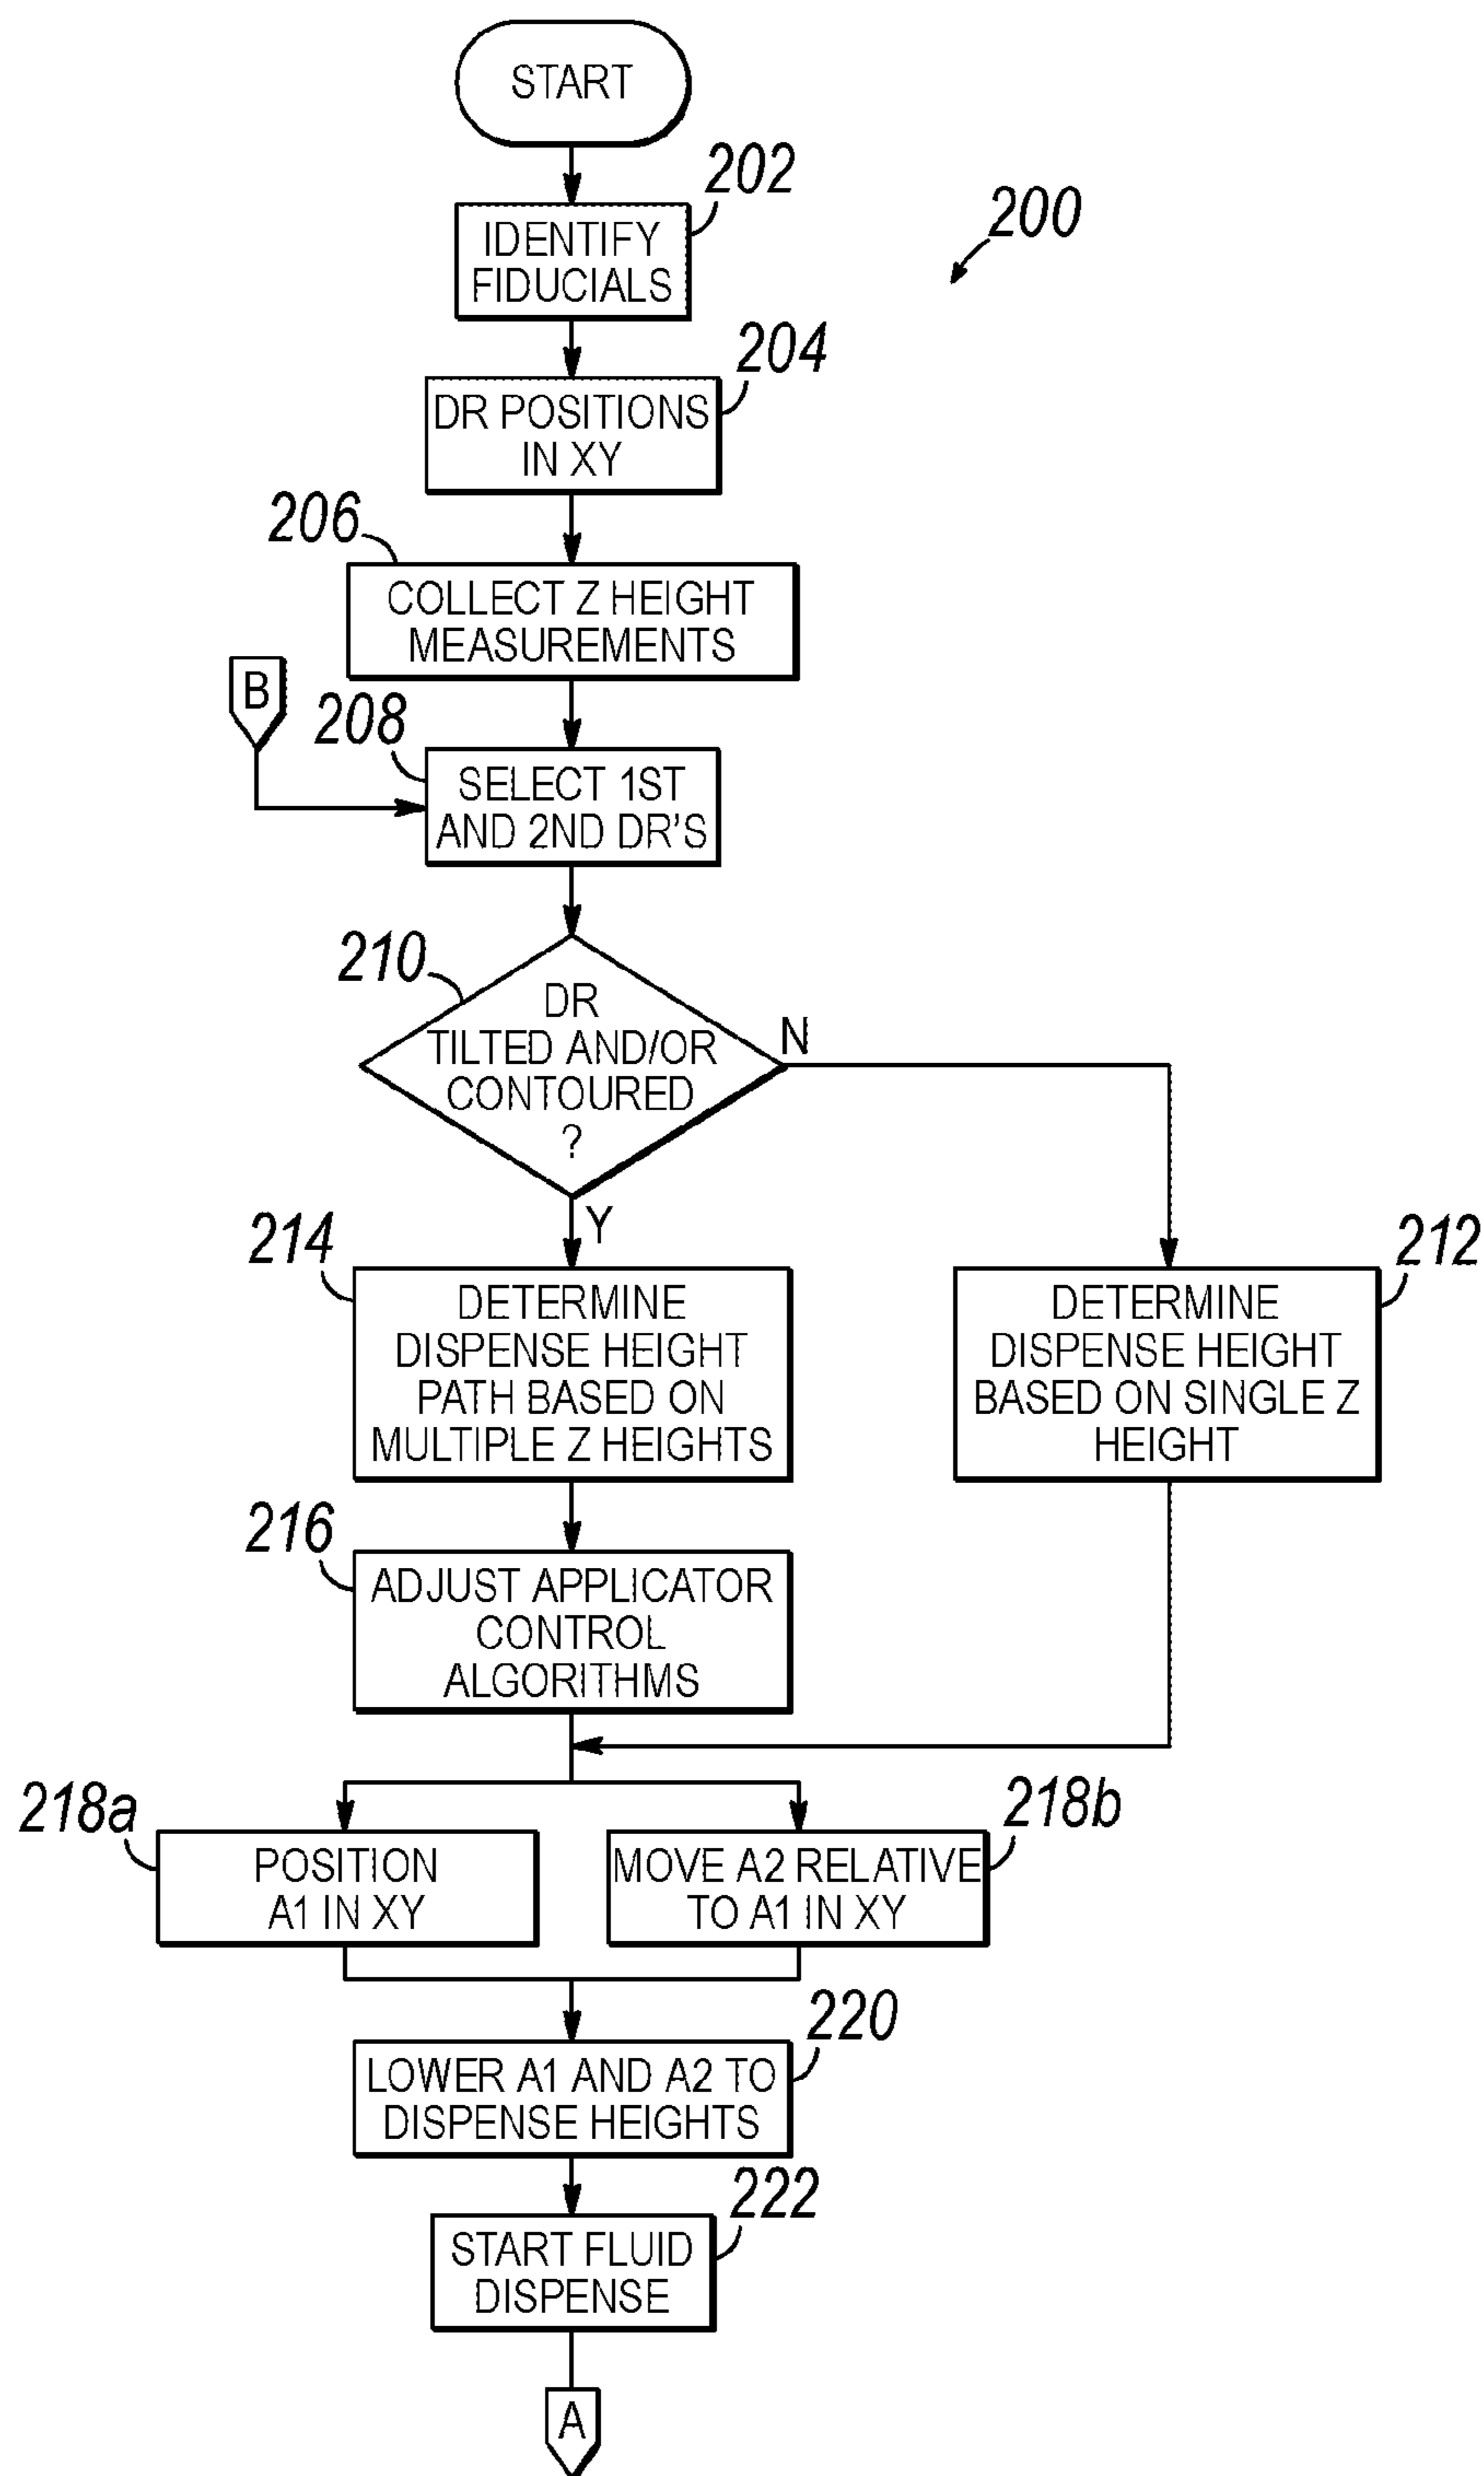 START
202
200
IDENTIFY
FIDUCIALS
204
DR POSITIONS
IN XY
206
COLLECT Z HEIGHT
MEASUREMENTS
B
208
SELECT 1ST
AND 2ND DR'S
210
DR
TILTED AND/OR
CONTOURED
?
N
Y
214
212
DETERMINE
DISPENSE HEIGHT
PATH BASED ON
MULTIPLE Z HEIGHTS
DETERMINE
DISPENSE HEIGHT
BASED ON SINGLE Z
HEIGHT
216
ADJUST APPLICATOR
CONTROL
ALGORITHMS
218a
218b
POSITION
A1 IN XY
MOVE A2 RELATIVE
TO A1 IN XY
220
LOWER A1 AND A2 TO
DISPENSE HEIGHTS
222
START FLUID
DISPENSE
A